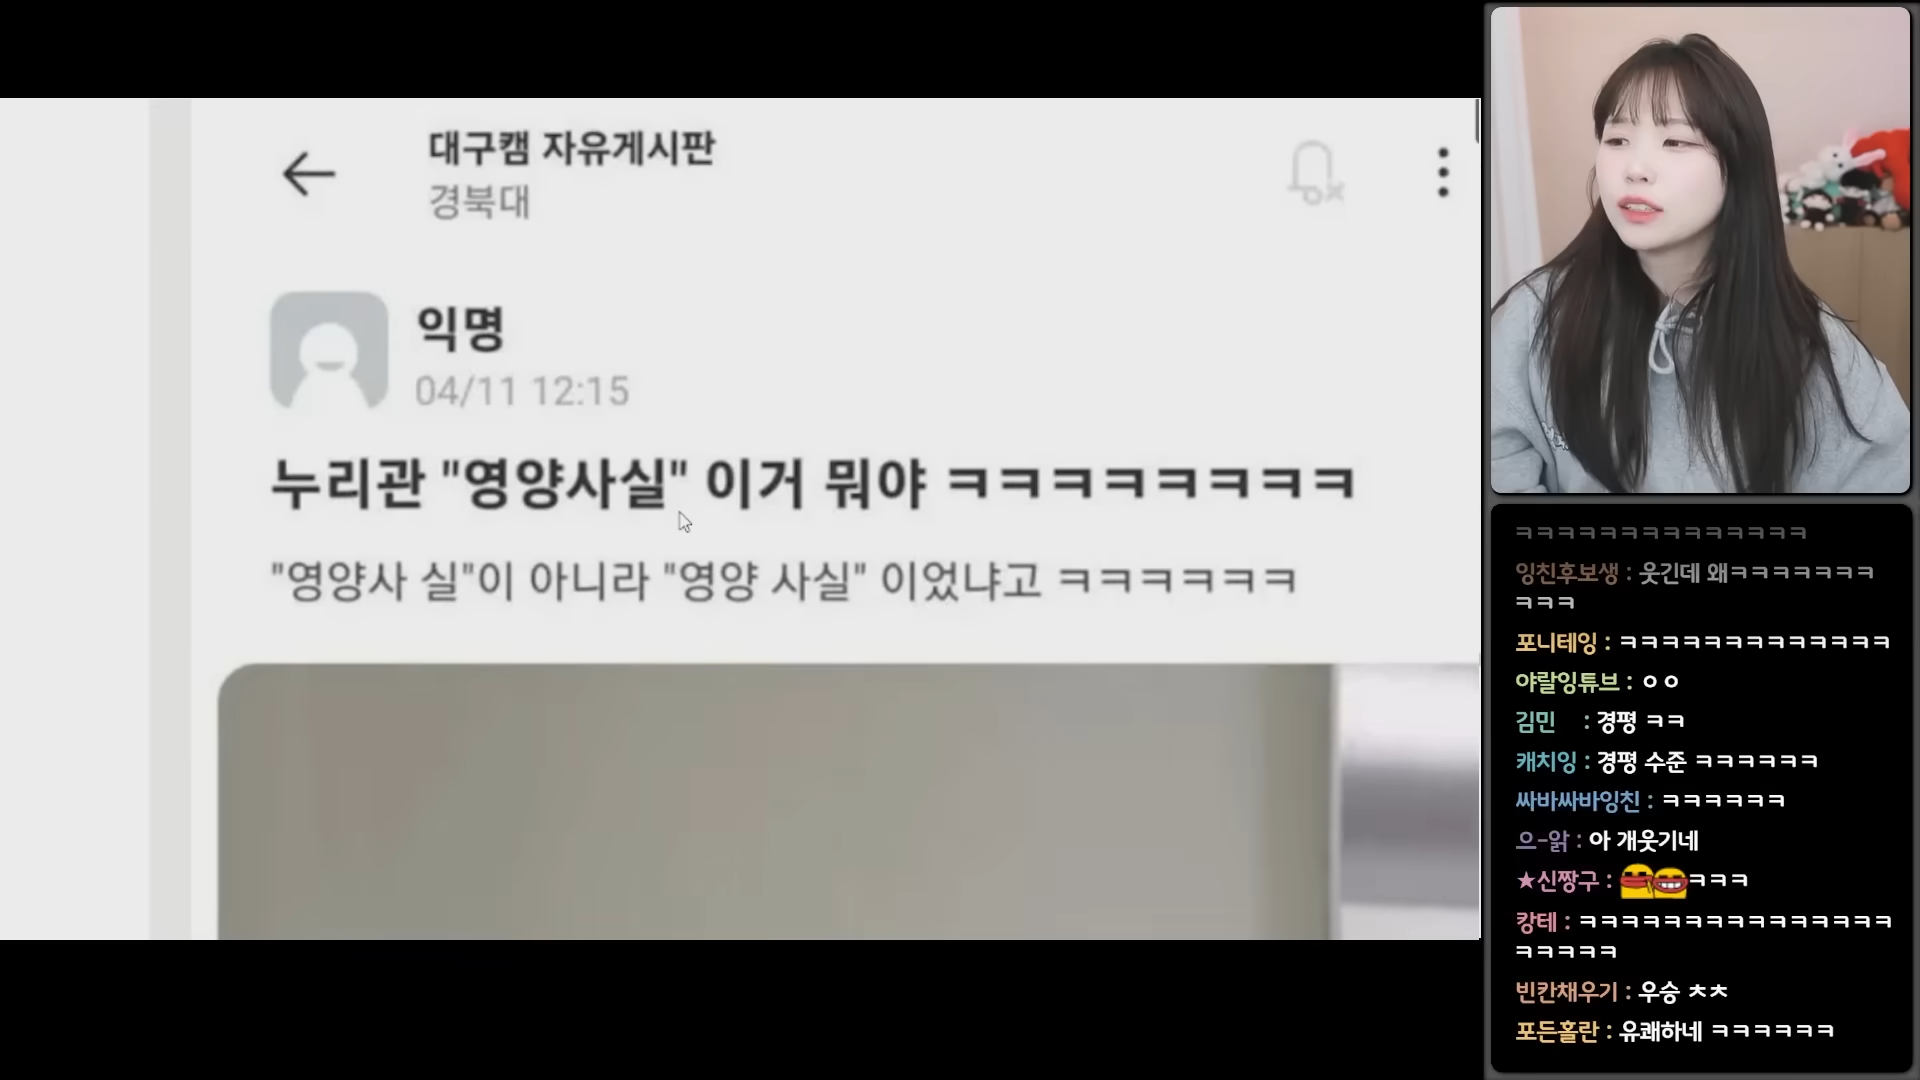 대구캠 자유게시판
경북대
익명
04/11 12:15
누리관 "영양사실" 이거 뭐야 ㅋㅋㅋㅋㅋㅋㅋㅋ
"영양사 실"이 아니라 "영양 사실" 이었냐고 ㅋㅋㅋㅋㅋㅋ
ㅋㅋㅋㅋㅋㅋㅋㅋㅋㅋㅋㅋㅋㅋ
잉친후보생 : 웃긴데 왜ㅋㅋㅋㅋㅋㅋㅋ
ㅋㅋㅋ
포니테잉 : ㅋㅋㅋㅋㅋㅋㅋㅋㅋㅋㅋㅋㅋ
야랄잉튜브 : ㅇㅇ
김민 : 경평 ㅋㅋ
캐치잉 : 경평 수준 ㅋㅋㅋㅋㅋㅋ
싸바싸바잉친 : ㅋㅋㅋㅋㅋㅋ
으-앍 : 아 개웃기네
★신짱구 : ㅋㅋㅋ
캉테 : ㅋㅋㅋㅋㅋㅋㅋㅋㅋㅋㅋㅋㅋㅋㅋ
ㅋㅋㅋㅋㅋ
빈칸채우기 : 우승 ㅊㅊ
포든홀란 : 유쾌하네 ㅋㅋㅋㅋㅋㅋ